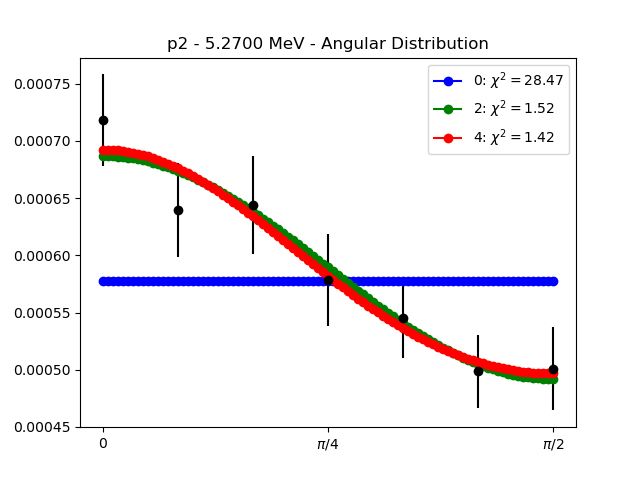 p2 - 5.2700 MeV - Angular Distribution
0: χ² = 28.47
2: χ² = 1.52
4: χ² = 1.42
0.00075
0.00070
0.00065
0.00060
0.00055
0.00050
0.00045
0
π/4
π/2